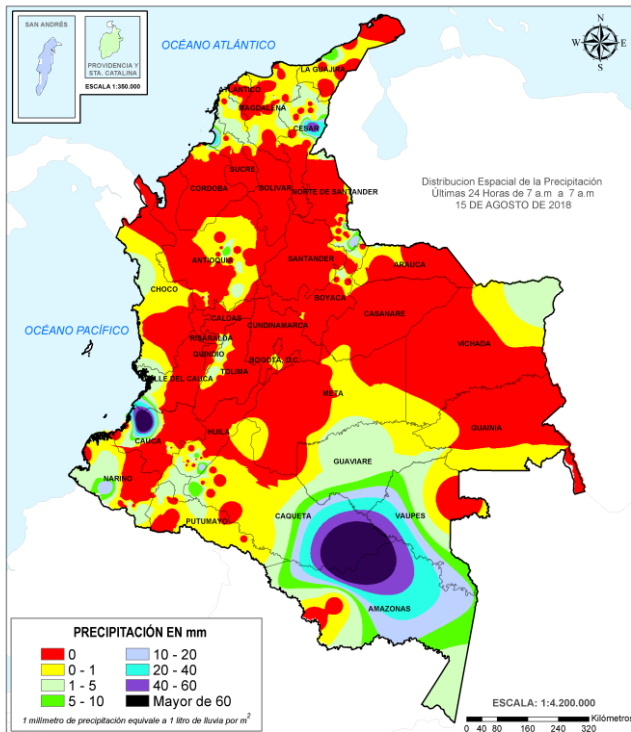 SAN ANDRÉS
PROVIDENCIA Y
STA. CATALINA
ESCALA 1:350.000
OCÉANO ATLÁNTICO
N
W
E
S
LA GUAJIRA
ATLANTICO
MAGDALENA
CESAR
Distribucion Espacial de la Precipitación
Últimas 24 Horas de 7 a.m a 7 a.m
15 DE AGOSTO DE 2018
SUCRE
CORDOBA
BOLIVAR
NORTE DE SANTANDER
ANTIOQUIA
SANTANDER
ARAUCA
CHOCO
BOYACA
CASANARE
OCÉANO PACÍFICO
CALDAS
CUNDINAMARCA
RISARALDA
VICHADA
QUINDIO
BOGOTA, D.C.
TOLIMA
VALLE DEL CAUCA
META
HUILA
CAUCA
GUAINIA
GUAVIARE
NARIÑO
CAQUETA
VAUPES
PUTUMAYO
AMAZONAS
PRECIPITACIÓN EN mm
0
10 - 20
0 - 1
20 - 40
1 - 5
40 - 60
5 - 10
Mayor de 60
1 milimetro de precipitación equivale a 1 litro de lluvia por m2
ESCALA: 1:4.200.000
Kilómetros
0 40 80 160 240 320